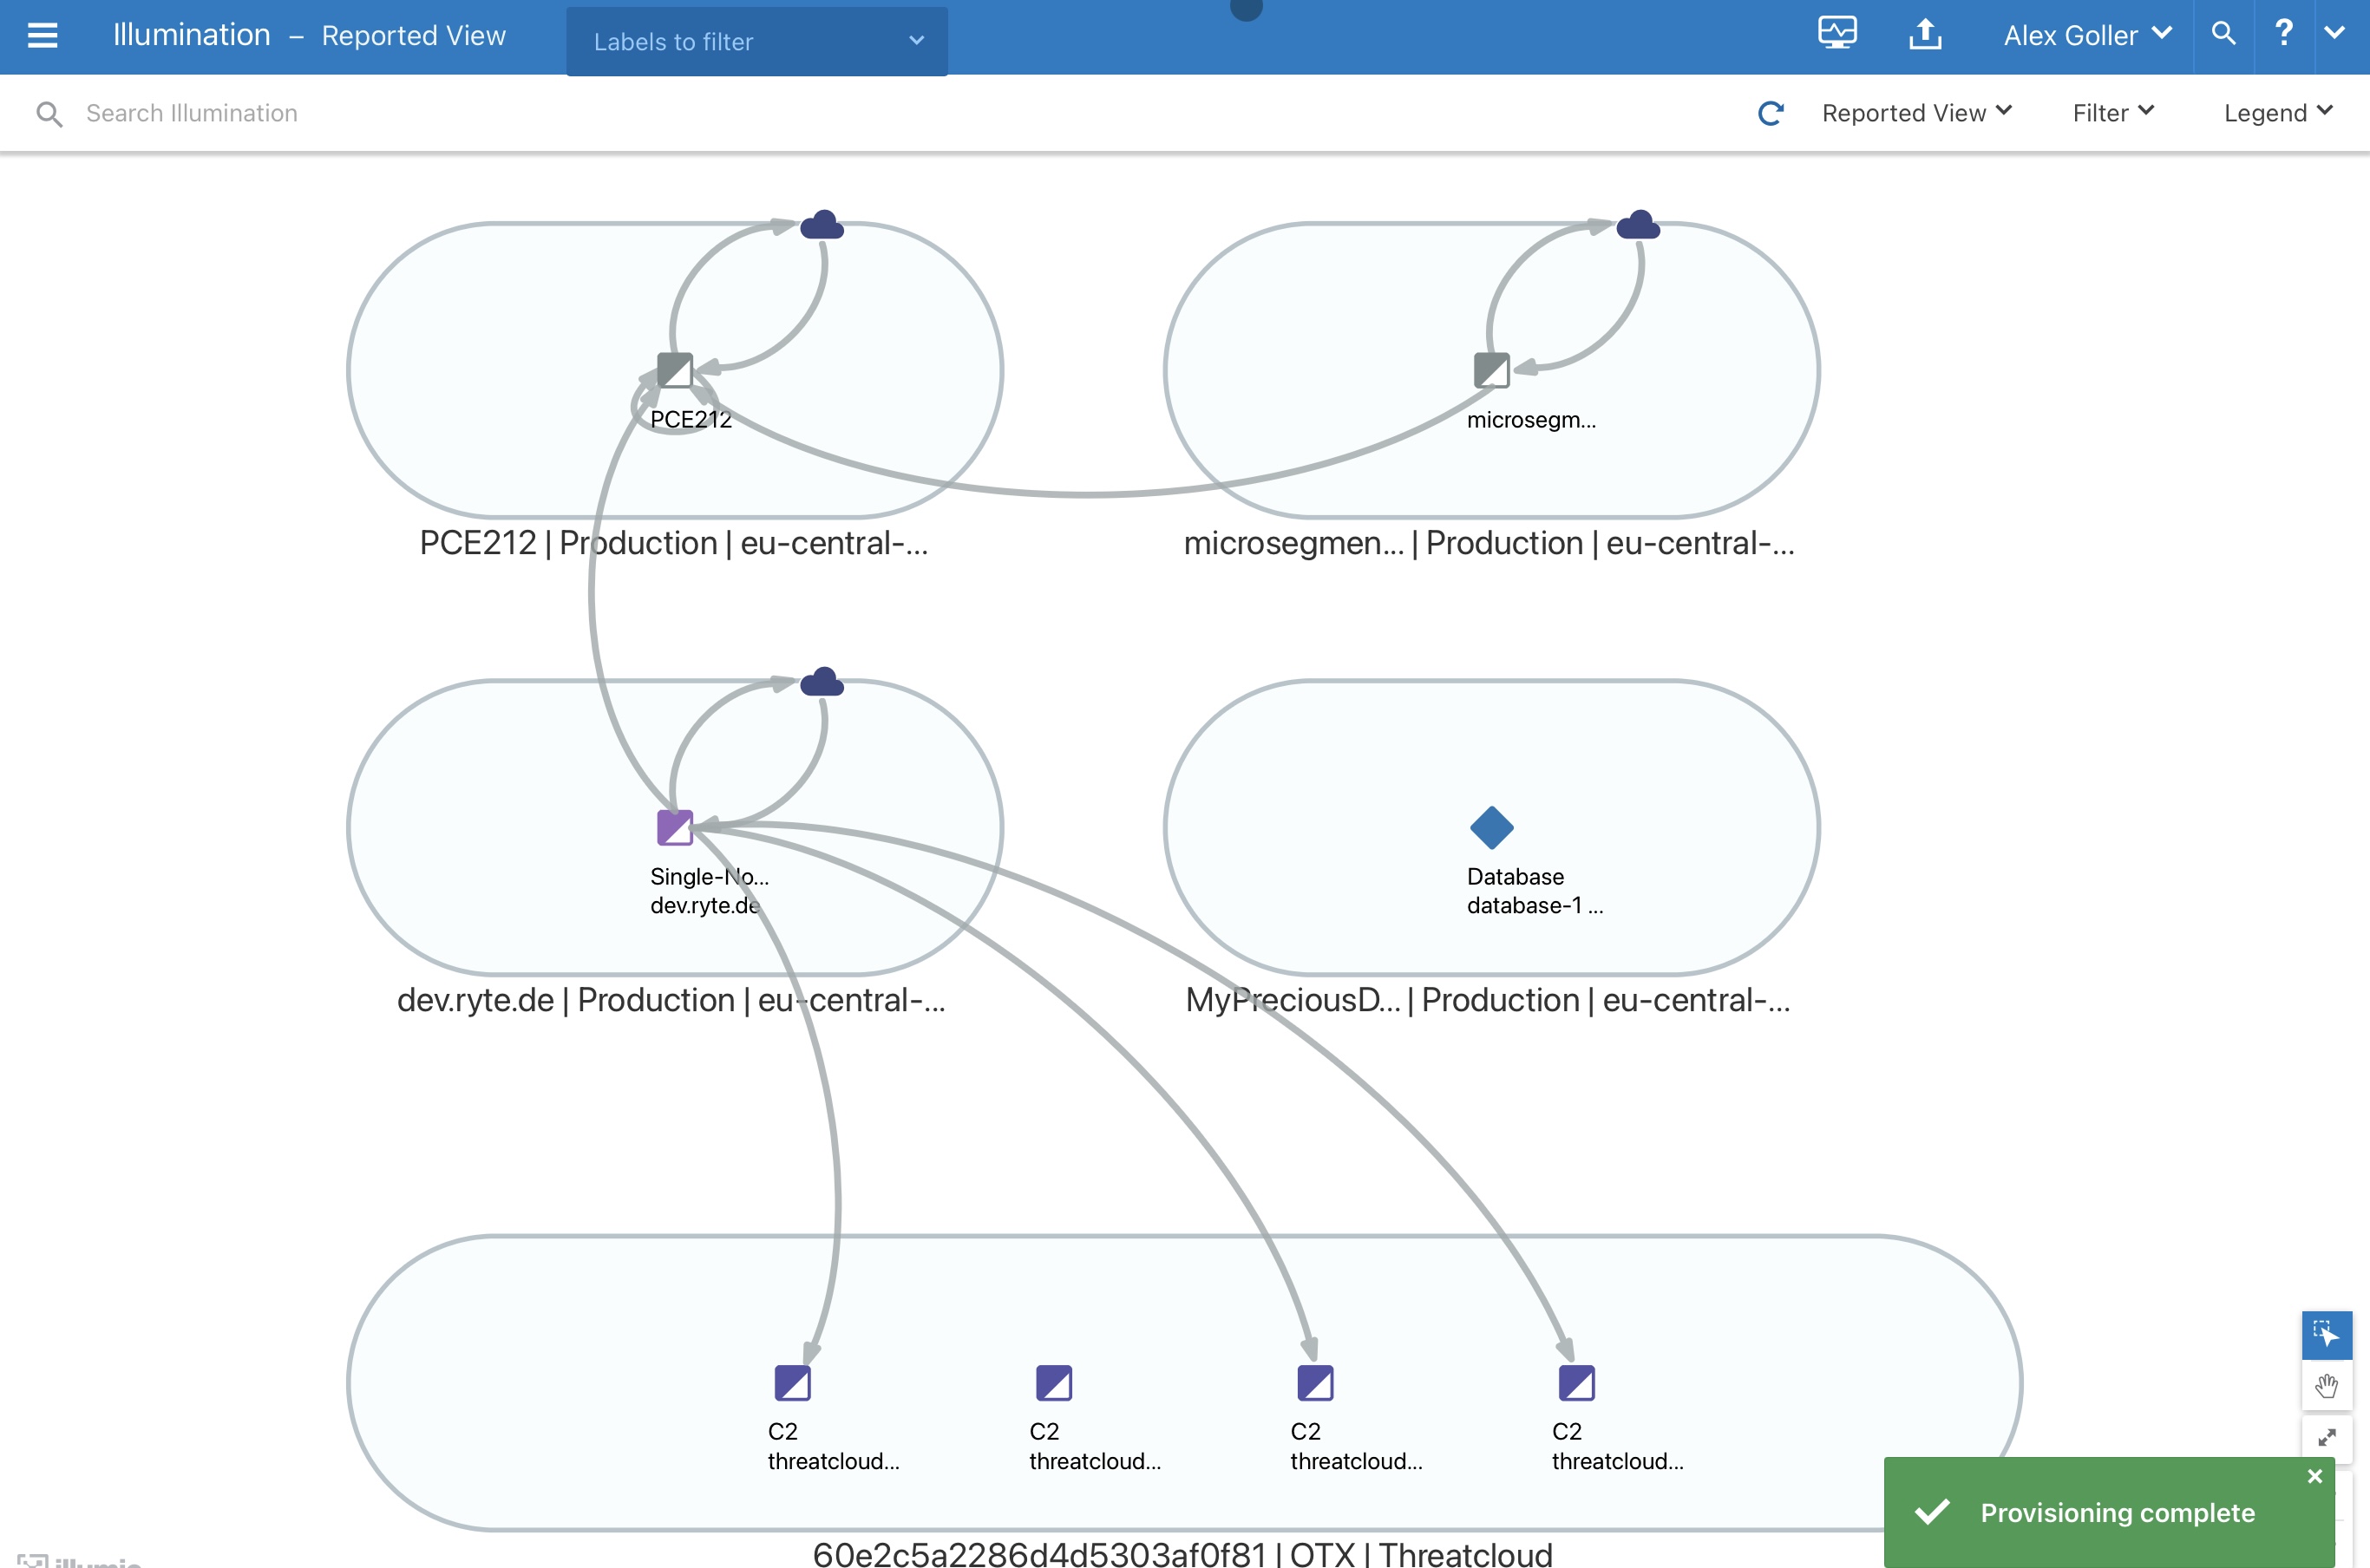 Illumination – Reported View
Labels to filter
Alex Goller
?
Search Illumination
Reported View
Filter
Legend
PCE212
microsegm...
PCE212 | Production | eu-central-...
microsegmen... | Production | eu-central-...
Single-No...
dev.ryte.de
Database
database-1 ...
dev.ryte.de | Production | eu-central-...
MyPreciousD... | Production | eu-central-...
C2
threatcloud...
C2
threatcloud...
C2
threatcloud...
C2
threatcloud...
Provisioning complete
60e2c5a2286d4d5303af0f81 | OTX | Threatcloud
illumio